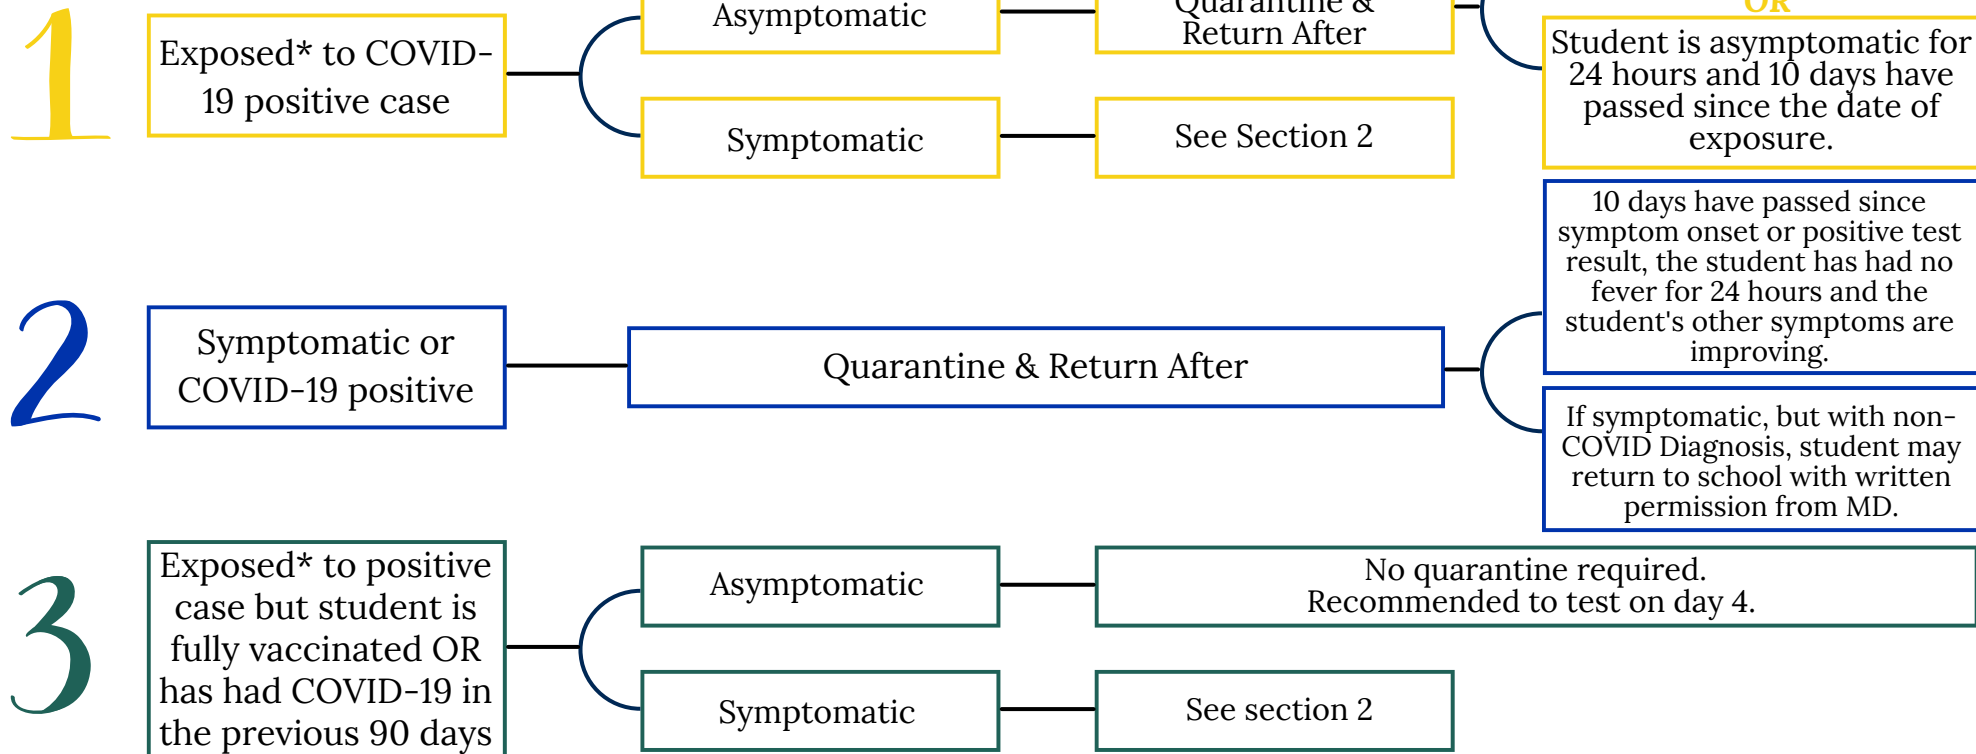 1
Exposed* to COVID-
19 positive case
Asymptomatic
Quarantine &
Return After
OR
Student is asymptomatic for
24 hours and 10 days have
passed since the date of
exposure.
Symptomatic
See Section 2
2
Symptomatic or
COVID-19 positive
Quarantine & Return After
10 days have passed since
symptom onset or positive test
result, the student has had no
fever for 24 hours and the
student's other symptoms are
improving.
If symptomatic, but with non-
COVID Diagnosis, student may
return to school with written
permission from MD.
3
Exposed* to positive
case but student is
fully vaccinated OR
has had COVID-19 in
the previous 90 days
Asymptomatic
No quarantine required.
Recommended to test on day 4.
Symptomatic
See section 2